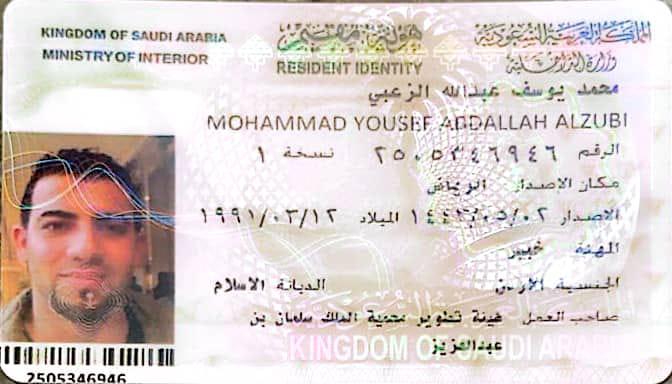 KINGDOM OF SAUDI ARABIA
MINISTRY OF INTERIOR
هوية مقيم
RESIDENT IDENTITY
المملكة العربية السعودية
وزارة الداخلية
محمد يوسف عبدالله الزعبي
MOHAMMAD YOUSEF ABDALLAH ALZUBI
الرقم ٢٥٠٥٣٤٦٩٤٦ نسخة ١
مكان الاصدار الرياض
الاصدار ١٤٤٢/٠٥/٠٢ الميلاد ١٩٩١/٠٣/١٢
المهنة خبير
الجنسية الأردن الديانة الاسلام
صاحب العمل هيئة تطوير محمية الملك سلمان بن
عبدالعزيز
KINGDOM OF SAUDI ARABI
2505346946